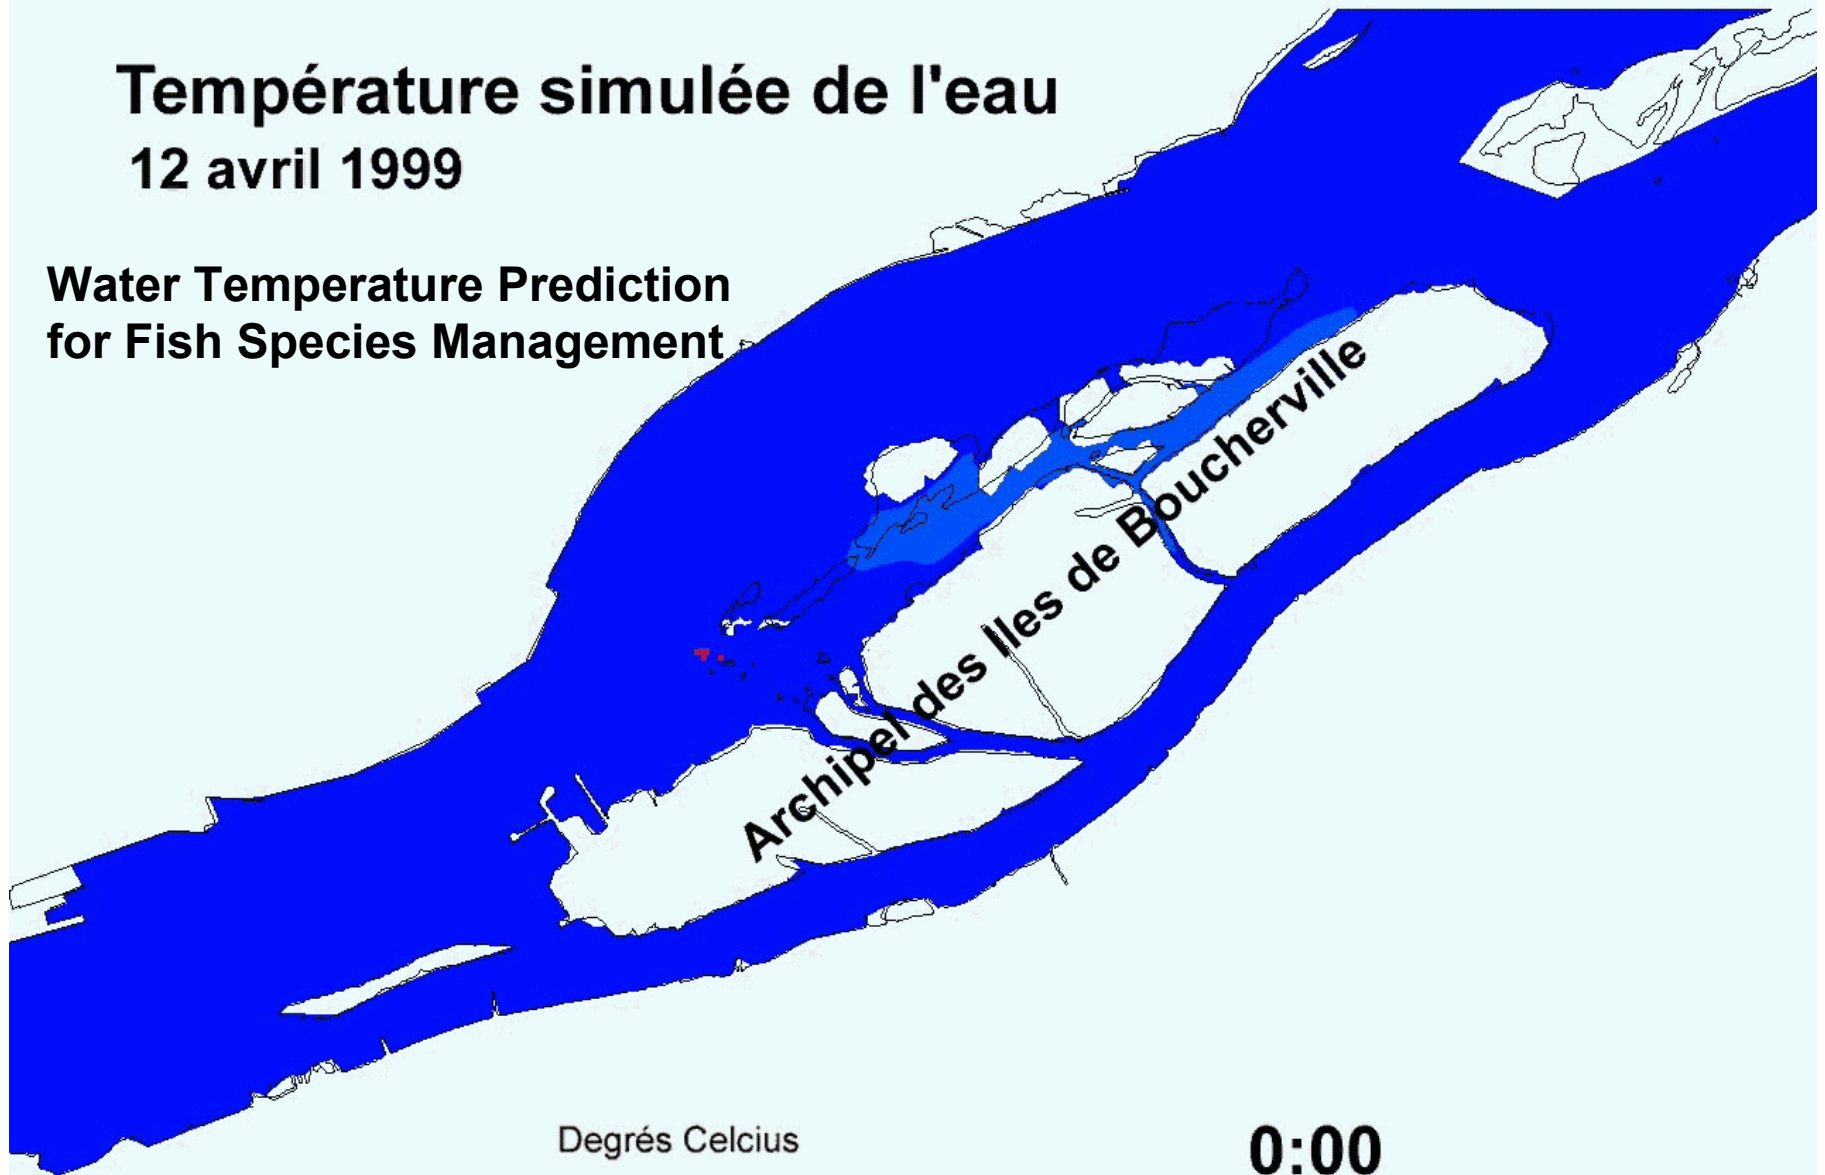 Température simulée de l'eau
12 avril 1999
Water Temperature Prediction
for Fish Species Management
Archipel des Iles de Boucherville
Degrés Celcius
0:00